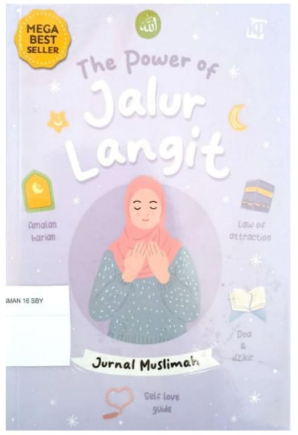 MEGA
BEST
SELLER
The Power of
Jalur
Langit
Amalan
harian
Law of
attraction
SMAN 16 SBY
Doa
& dzikir
Jurnal Muslimah
Self love
guide